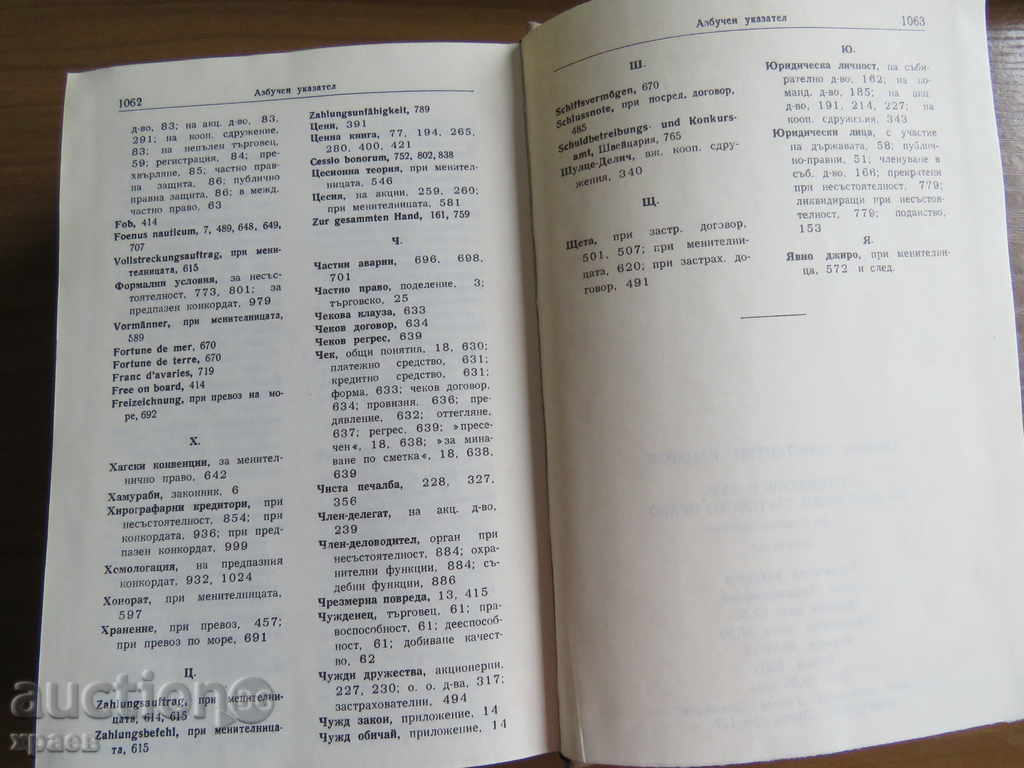 1062
Азбучен указател
д-во, 83; на акц. д-во, 83,
291; на кооп. сдружение,
83; на непълен търговец,
59; регистрация, 84; пре-
хвърляне, 85; частно право
на защита, 86; публично
правна защита, 86; в межд.
частно право, 63
Fob, 414
Foenus nauticum, 7, 489, 648, 649,
707
Vollstreckungsauftrag, при ме-
нителницата, 615
Формални условия, за несъс-
тоятелност, 773, 801; за
предпазен конкордат, 979
Vormänner, при менителницата,
589
Fortune de mer, 670
Fortune de terre, 670
Franc d'avaries, 719
Free on board, 414
Freizeichnung, при превоз на мо-
ре, 692
Х.
Хагски конвенции, за менител-
нично право, 642
Хамураби, законник, 6
Хирографарни кредитори, при
несъстоятелност, 854; при
конкордата, 936; при пред-
пазен конкордат, 999
Хомологация, на предпазния
конкордат, 932, 1024
Хонорат, при менителницата,
597
Хранение, при превоз, 457;
при превоз по море, 691
Ц.
Zahlungsauftrag, при менителни-
цата, 614, 615
Zahlungsbefehl, при менителница-
та, 615
Zahlungsunfähigkeit, 789
Цени, 391
Ценна книга, 77, 194, 265,
280, 400, 421
Cessio bonorum, 752, 802, 838
Цесионна теория, при менител-
ницата, 546
Цесия, на акции, 259, 260;
при менителницата, 581
Zur gesammten Hand, 161, 759
Ч.
Частни аварии, 696, 698,
701
Частно право, поделение, 3;
търговско, 25
Чекова клауза, 633
Чеков договор, 634
Чеков регрес, 639
Чек, общи понятия, 18, 630;
платежно средство, 631;
кредитно средство, 631;
форма, 633; чеков договор,
634; провизия, 636; пре-
дявление, 632; оттегляне,
637; регрес, 639; »пресе-
чен«, 18, 638; »за мина-
ване по сметка«, 18, 638,
639
Чиста печалба, 228, 327,
356
Член-делегат, на акц. д-во,
239
Член-деловодител, орган при
несъстоятелност, 884; охра-
нителни функции, 884; съ-
дебни функции, 886
Чрезмерна повреда, 13, 415
Чужденец, търговец, 61; пра-
воспособност, 61; дееспособ-
ност, 61; добиване качест-
во, 62
Чужди дружества, акционерни,
227, 230; о. о. д-ва, 317;
застрахователни, 494
Чужд закон, приложение, 14
Чужд обичай, приложение, 14
Азбучен указател
1063
Ш.
Schiffsvermögen, 670
Schlussnote, при посред. договор,
485
Schuldbetreibungs- und Konkurs-
amt, Швейцария, 765
Шулце-Делич, вж. кооп. сдру-
жения, 340
Щ.
Щета, при застр. договор,
501, 507; при менителни-
цата, 620; при застрах. до-
говор, 491
Ю.
Юридическа личност, на съби-
рателно д-во, 162; на ко-
манд. д-во, 185; на акц.
д-во, 191, 214, 227; на
кооп. сдружения, 343
Юридически лица, с участие
на държавата, 58; публич-
но-правни, 51; членуване в
съб. д-во, 166; прекратени
при несъстоятелност, 779;
ликвидиращи при несъсто-
телност, 779; поданство,
153
Я.
Явно джиро, при менителни-
ца, 572 и след.
auction
храев